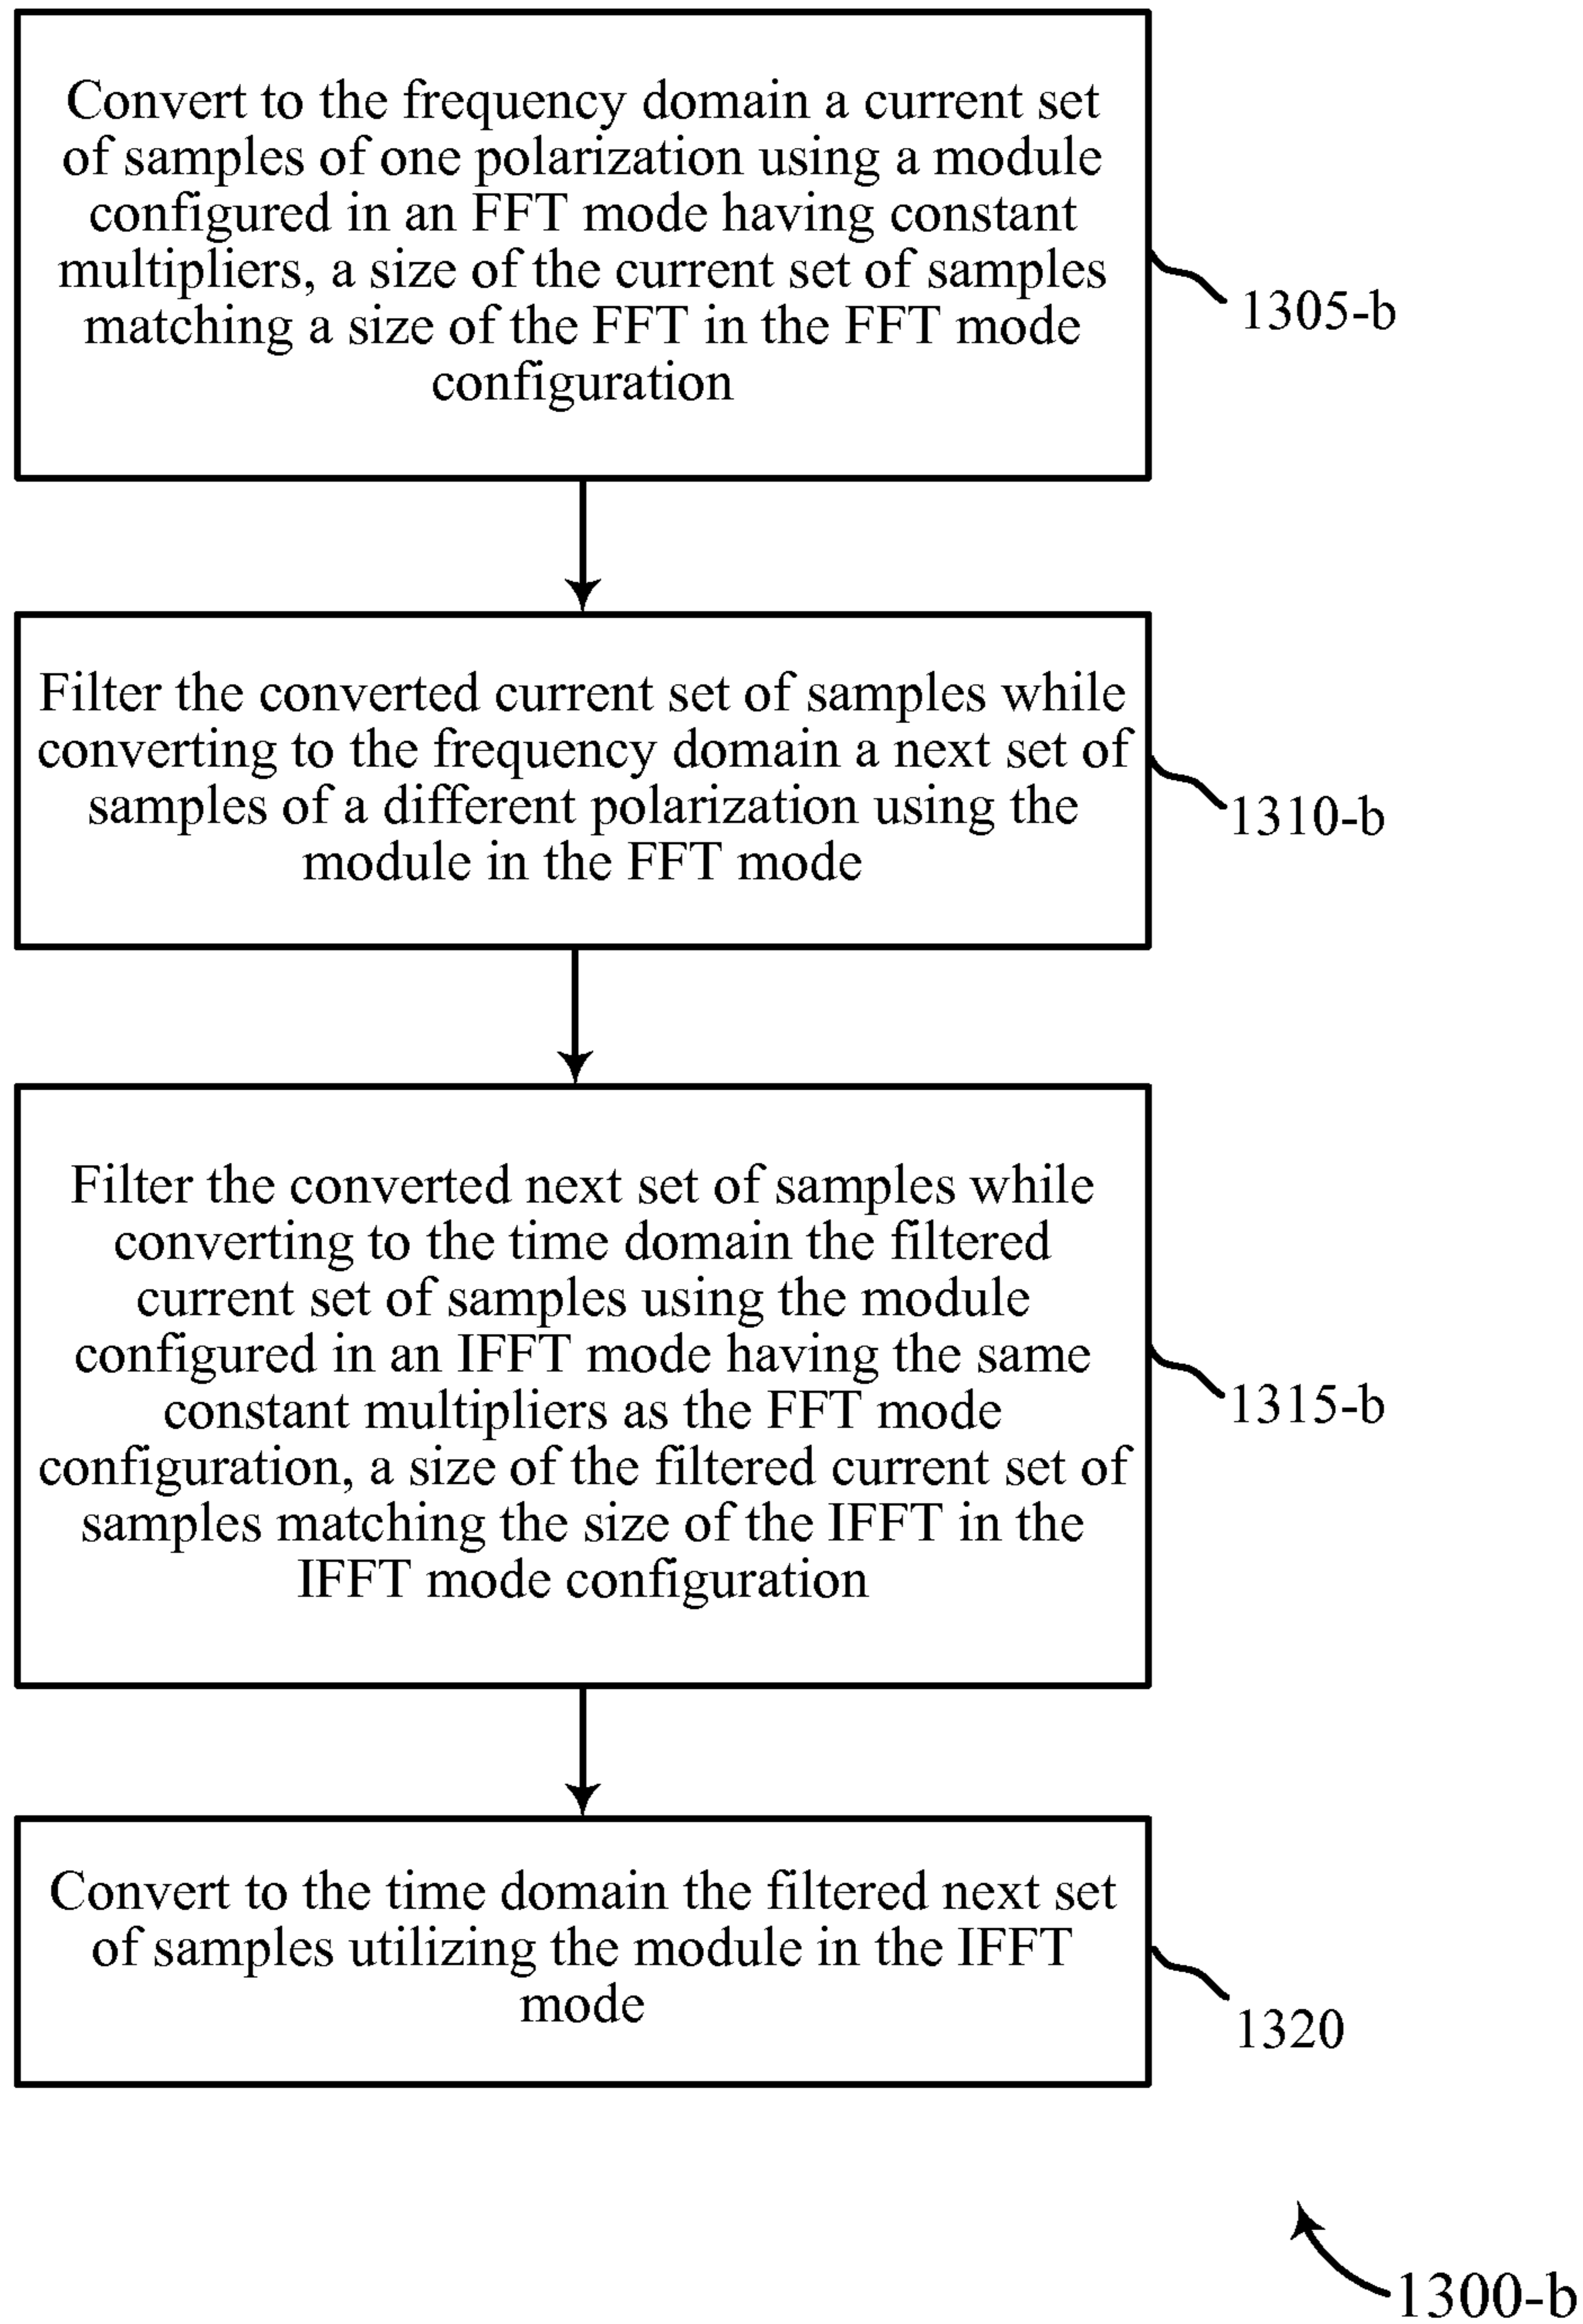 Convert to the frequency domain a current set
of samples of one polarization using a module
configured in an FFT mode having constant
multipliers, a size of the current set of samples
matching a size of the FFT in the FFT mode
configuration
1305-b
Filter the converted current set of samples while
converting to the frequency domain a next set of
samples of a different polarization using the
module in the FFT mode
1310-b
Filter the converted next set of samples while
converting to the time domain the filtered
current set of samples using the module
configured in an IFFT mode having the same
constant multipliers as the FFT mode
configuration, a size of the filtered current set of
samples matching the size of the IFFT in the
IFFT mode configuration
1315-b
Convert to the time domain the filtered next set
of samples utilizing the module in the IFFT
mode
1320
1300-b